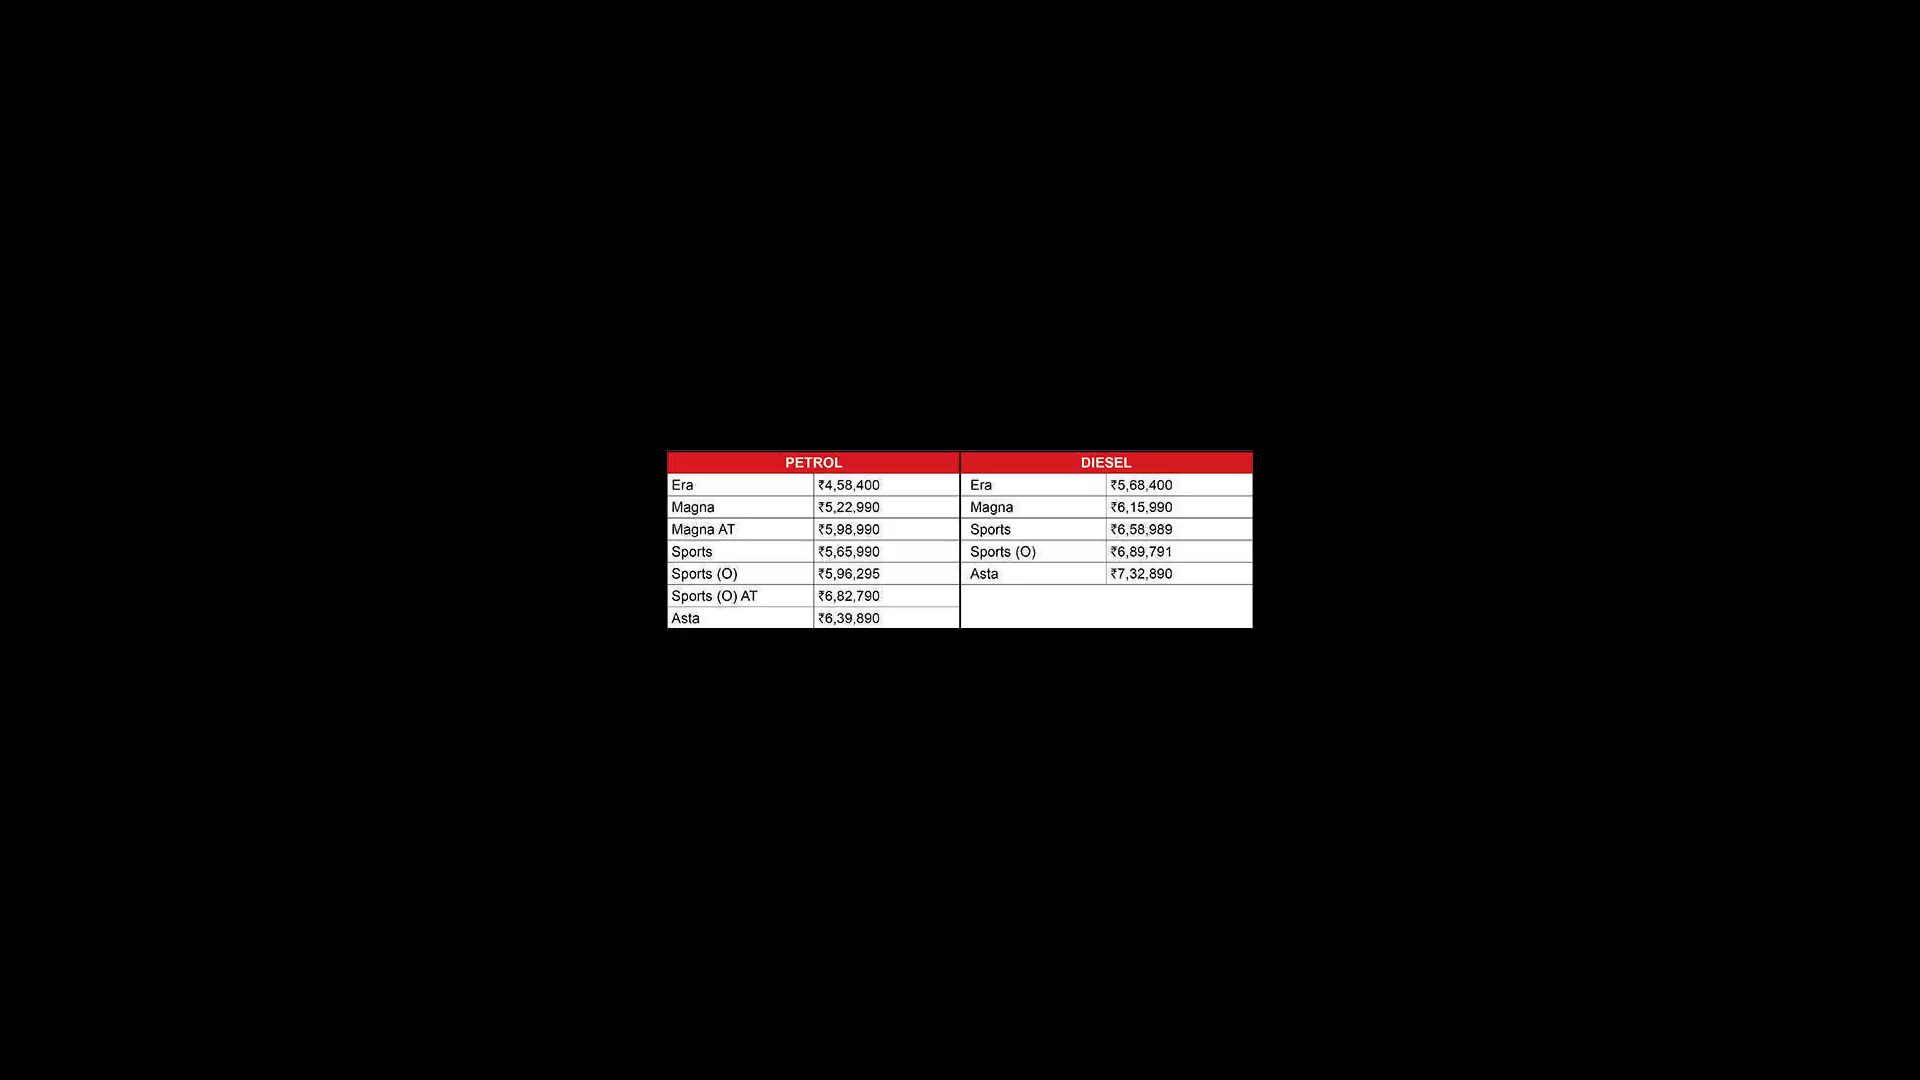 PETROL DIESEL
Era ₹4,58,400 Era ₹5,68,400
Magna ₹5,22,990 Magna ₹6,15,990
Magna AT ₹5,98,990 Sports ₹6,58,989
Sports ₹5,65,990 Sports (O) ₹6,89,791
Sports (O) ₹5,96,295 Asta ₹7,32,890
Sports (O) AT ₹6,82,790
Asta ₹6,39,890